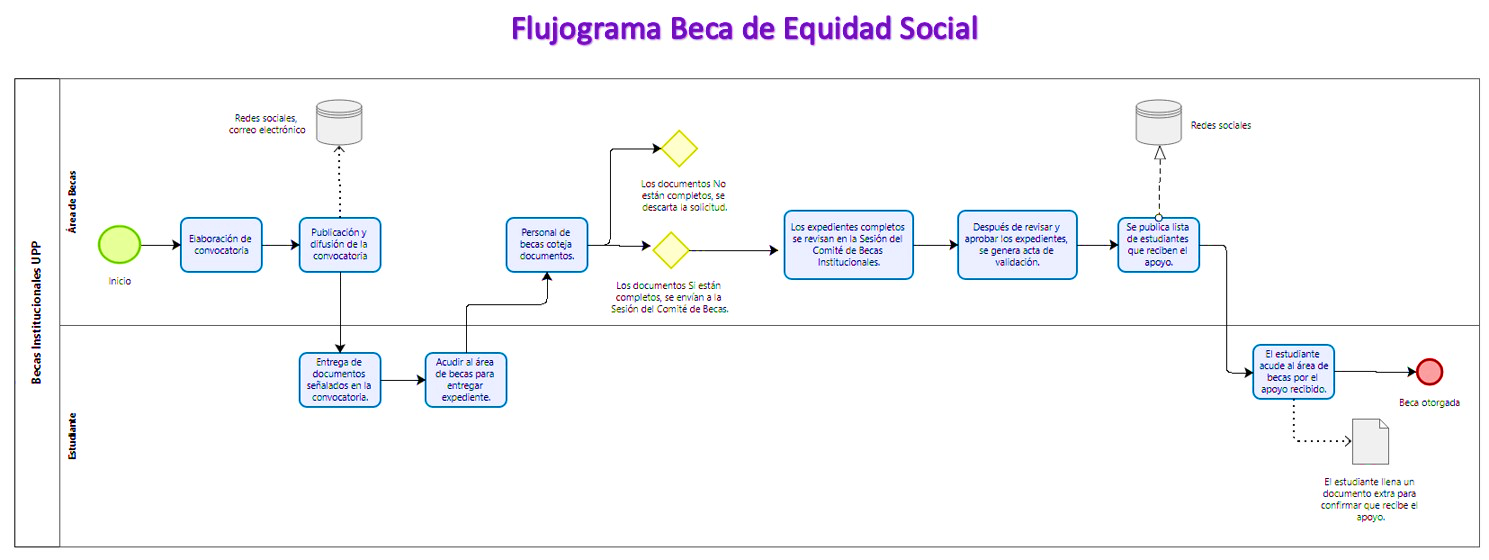 Flujograma Beca de Equidad Social
Becas Institucionales UPP
Área de Becas
Inicio
Elaboración de
convocatoria
Redes sociales,
correo electrónico
Publicación y
difusión de la
convocatoria
Entrega de
documentos
señalados en la
convocatoria.
Acudir al área
de becas para
entregar
expediente.
Personal de
becas coteja
documentos.
Los documentos No
están completos, se
descarta la solicitud.
Los documentos Si están
completos, se envían a la
Sesión del Comité de Becas.
Los expedientes completos
se revisan en la Sesión del
Comité de Becas
Institucionales.
Después de revisar y
aprobar los expedientes,
se genera acta de
validación.
Se publica lista
de estudiantes
que reciben el
apoyo.
Redes sociales
Estudiante
El estudiante
acude al área de
becas por el
apoyo recibido.
Beca otorgada
El estudiante llena un
documento extra para
confirmar que recibe el
apoyo.